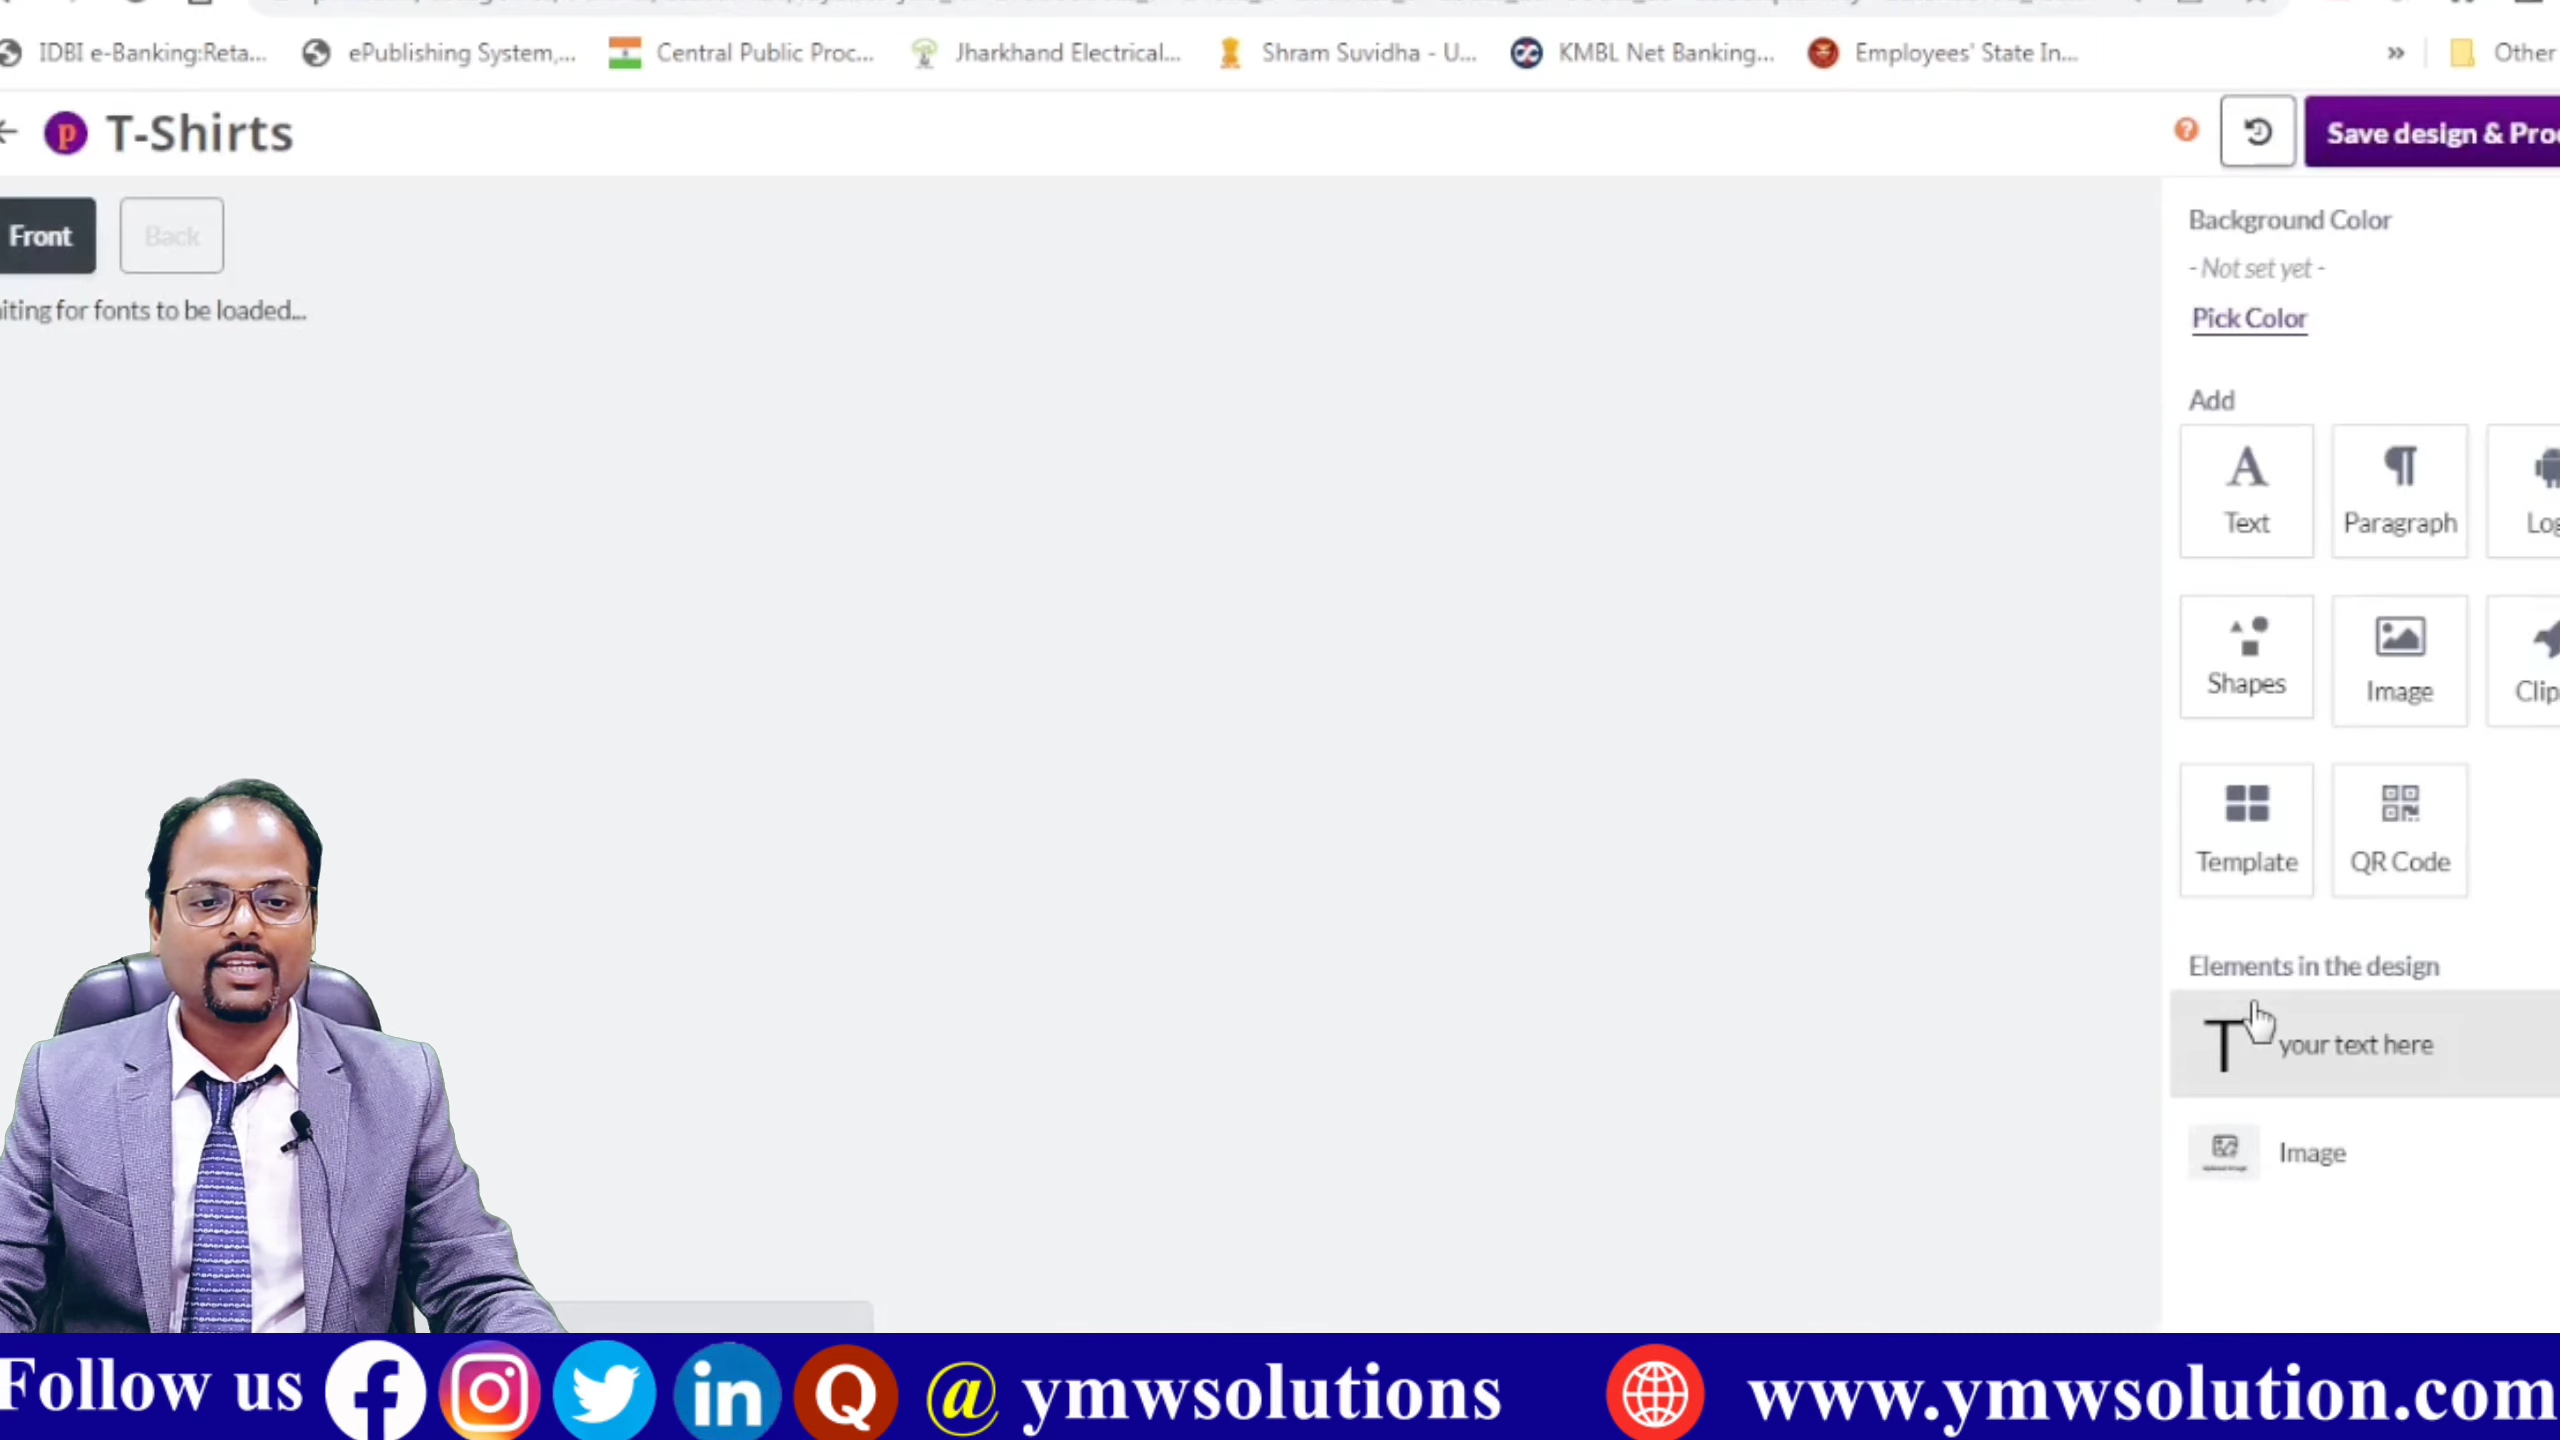 IDBI e-Banking:Reta... ePublishing System,... Central Public Proc... Jharkhand Electrical... Shram Suvidha - U... KMBL Net Banking... Employees' State In... » Other
p T-Shirts ? Save design & Pro
Front Back
iting for fonts to be loaded...
Background Color
- Not set yet -
Pick Color
Add
Text Paragraph Log
Shapes Image Clip
Template QR Code
Elements in the design
T your text here
Image
Follow us @ ymwsolutions www.ymwsolution.com